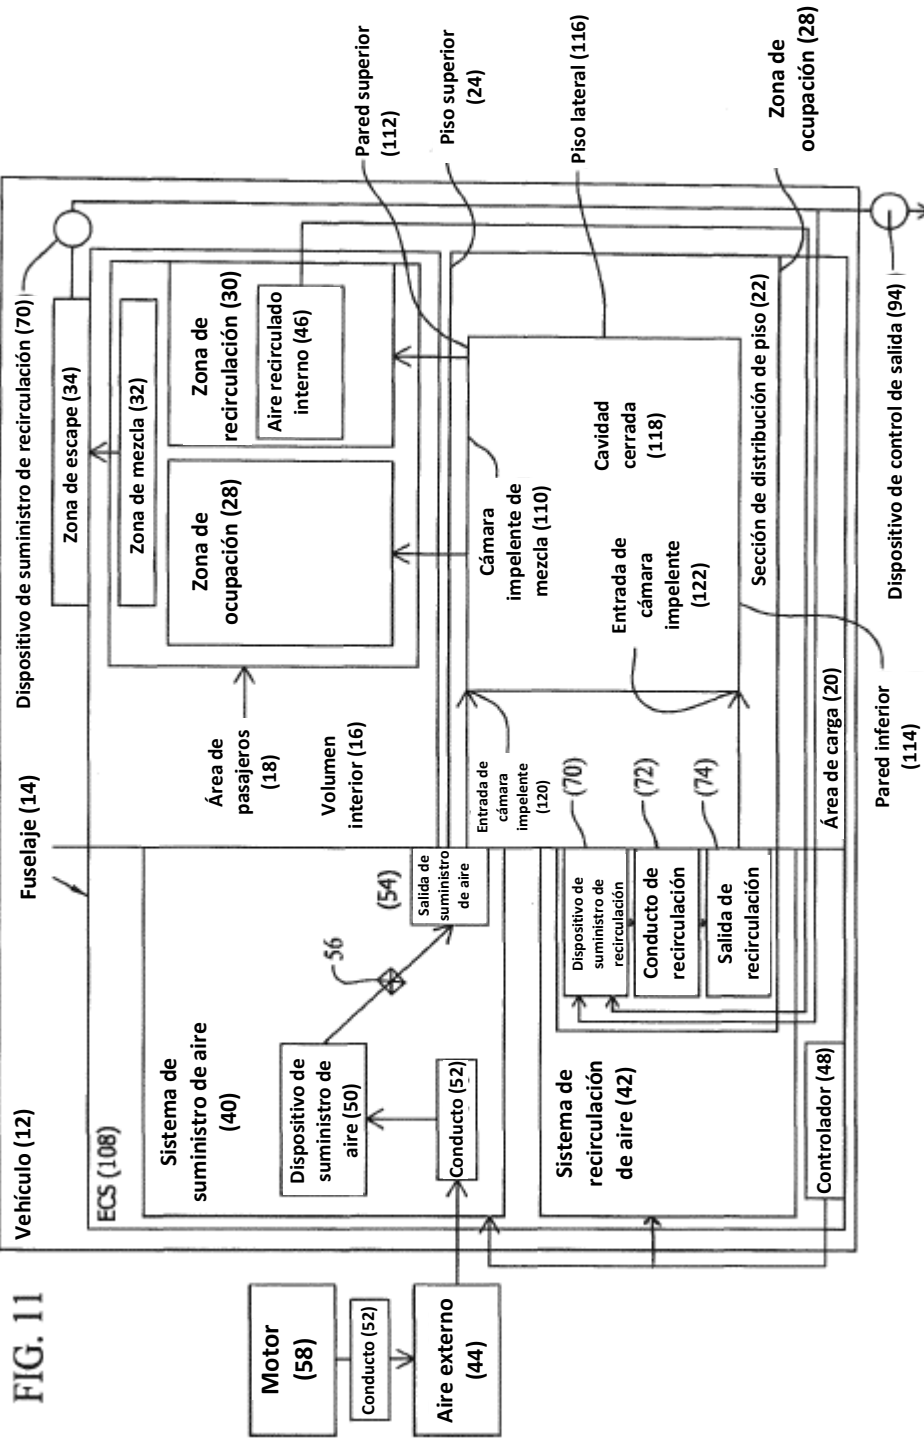 FIG. 11
Vehículo (12)
Fuselaje (14)
ECS (108)
Dispositivo de suministro de recirculación (70)
Zona de escape (34)
Zona de mezcla (32)
Zona de
recirculación (30)
Aire recirculado
interno (46)
Zona de
ocupación (28)
Área de
pasajeros
(18)
Volumen
interior (16)
Pared superior
(112)
Piso superior
(24)
Piso lateral (116)
Zona de
ocupación (28)
Sistema de
suministro de aire
(40)
Dispositivo de
suministro de
aire (50)
56
(54)
Salida de
suministro
de aire
Conducto (52)
Motor
(58)
Conducto (52)
Aire externo
(44)
Entrada de
cámara
impelente
(120)
Cámara
impelente de
mezcla (110)
Cavidad
cerrada
(118)
Entrada de
cámara
impelente
(122)
Sección de distribución de piso (22)
Sistema de
recirculación
de aire (42)
Dispositivo de
suministro de
recirculación
(70)
Conducto de
recirculación
(72)
Salida de
recirculación
(74)
Controlador (48)
Área de carga (20)
Pared inferior
(114)
Dispositivo de control de salida (94)